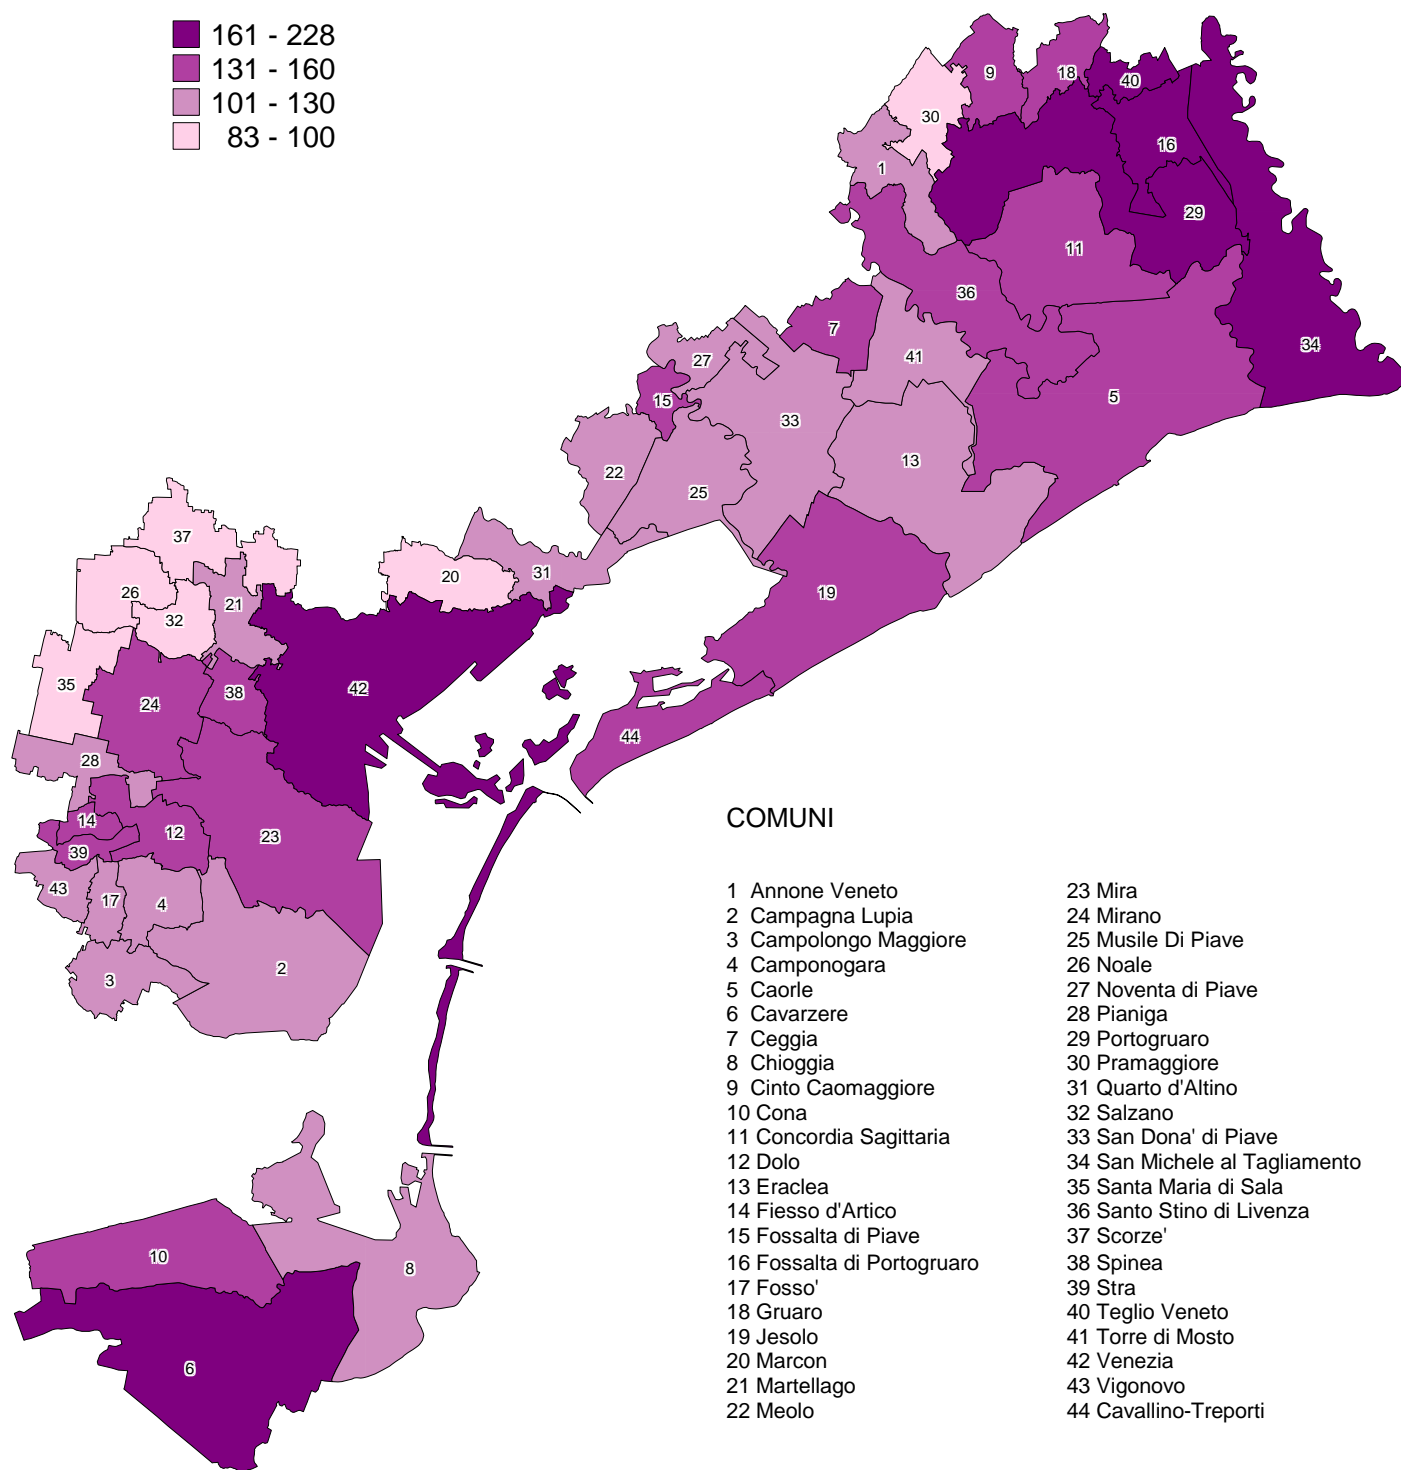 161 - 228
131 - 160
101 - 130
83 - 100
9
18
40
30
16
1
29
11
36
7
34
41
27
5
15
33
13
22
25
37
20
31
26
21
19
32
35
42
38
24
44
28
14
12
23
39
43
17
4
2
3
10
8
6
COMUNI
1 Annone Veneto
2 Campagna Lupia
3 Campolongo Maggiore
4 Camponogara
5 Caorle
6 Cavarzere
7 Ceggia
8 Chioggia
9 Cinto Caomaggiore
10 Cona
11 Concordia Sagittaria
12 Dolo
13 Eraclea
14 Fiesso d'Artico
15 Fossalta di Piave
16 Fossalta di Portogruaro
17 Fosso'
18 Gruaro
19 Jesolo
20 Marcon
21 Martellago
22 Meolo
23 Mira
24 Mirano
25 Musile Di Piave
26 Noale
27 Noventa di Piave
28 Pianiga
29 Portogruaro
30 Pramaggiore
31 Quarto d'Altino
32 Salzano
33 San Dona' di Piave
34 San Michele al Tagliamento
35 Santa Maria di Sala
36 Santo Stino di Livenza
37 Scorze'
38 Spinea
39 Stra
40 Teglio Veneto
41 Torre di Mosto
42 Venezia
43 Vigonovo
44 Cavallino-Treporti